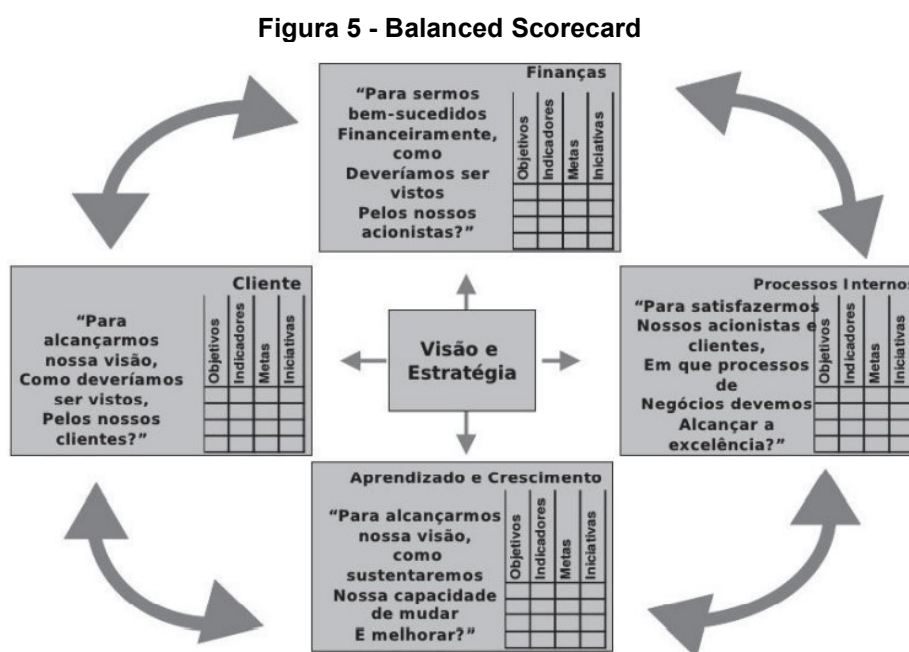 Figura 5 - Balanced Scorecard
Finanças
“Para sermos
bem-sucedidos
Financeiramente,
como
Deveríamos ser
vistos
Pelos nossos
acionistas?”
Objetivos
Indicadores
Metas
Iniciativas
Cliente
“Para
alcançarmos
nossa visão,
Como deveríamos
ser vistos,
Pelos nossos
clientes?”
Objetivos
Indicadores
Metas
Iniciativas
Visão e
Estratégia
Processos Internos
“Para satisfazermos
Nossos acionistas e
clientes,
Em que processos
de
Negócios devemos
Alcançar a
excelência?”
Objetivos
Indicadores
Metas
Iniciativas
Aprendizado e Crescimento
“Para alcançarmos
nossa visão,
como
sustentaremos
Nossa capacidade
de mudar
E melhorar?”
Objetivos
Indicadores
Metas
Iniciativas